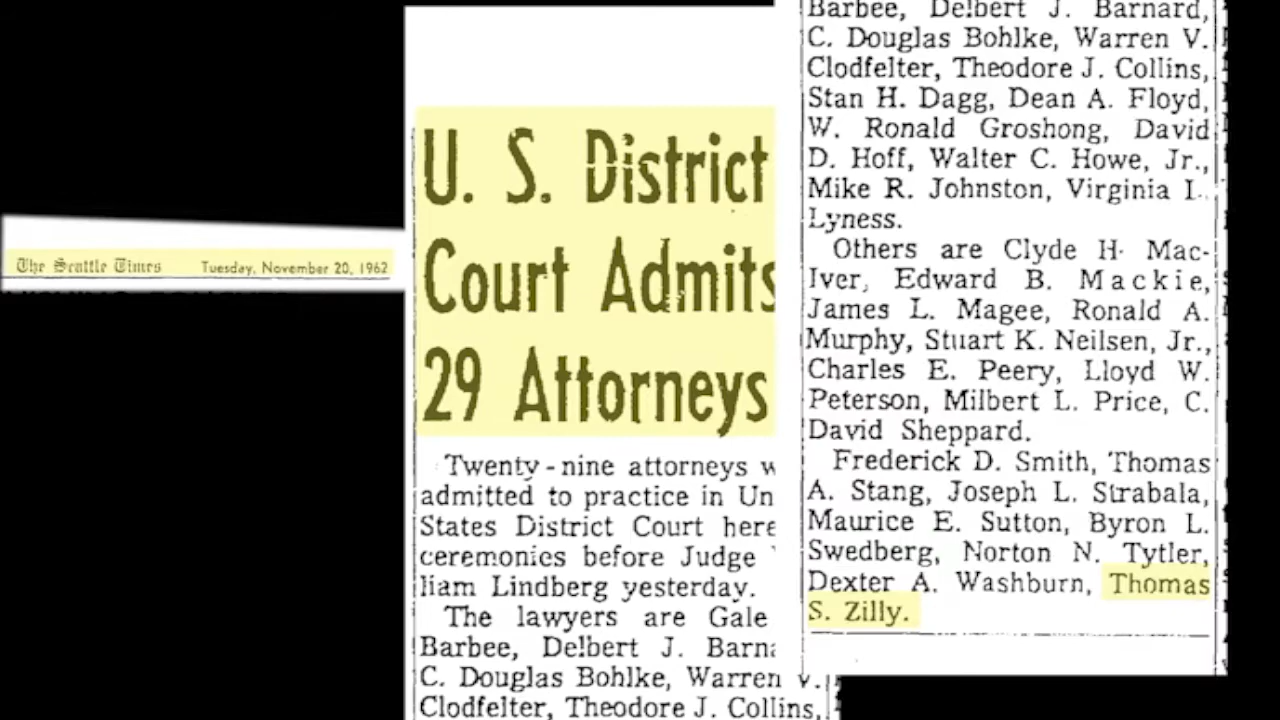 The Seattle Times Tuesday, November 20, 1962
U. S. District
Court Admits
29 Attorneys
Twenty-nine attorneys
admitted to practice in
States District Court here
ceremonies before Judge
liam Lindberg yesterday.
The lawyers are Gale
Barbee, Delbert J.
C. Douglas Bohlke, Warren V.
Clodfelter, Theodore J. Collins,
Barbee, Delbert J. Barnard,
C. Douglas Bohlke, Warren V.
Clodfelter, Theodore J. Collins,
Stan H. Dagg, Dean A. Floyd,
W. Ronald Groshong, David
D. Hoff, Walter C. Howe, Jr.,
Mike R. Johnston, Virginia L.
Lyness.
Others are Clyde H. Mac-
Iver, Edward B. Mackie,
James L. Magee, Ronald A.
Murphy, Stuart K. Neilsen, Jr.,
Charles E. Peery, Lloyd W.
Peterson, Milbert L. Price, C.
David Sheppard.
Frederick D. Smith, Thomas
A. Stang, Joseph L. Strabala,
Maurice E. Sutton, Byron L.
Swedberg, Norton N. Tytler,
Dexter A. Washburn, Thomas
S. Zilly.